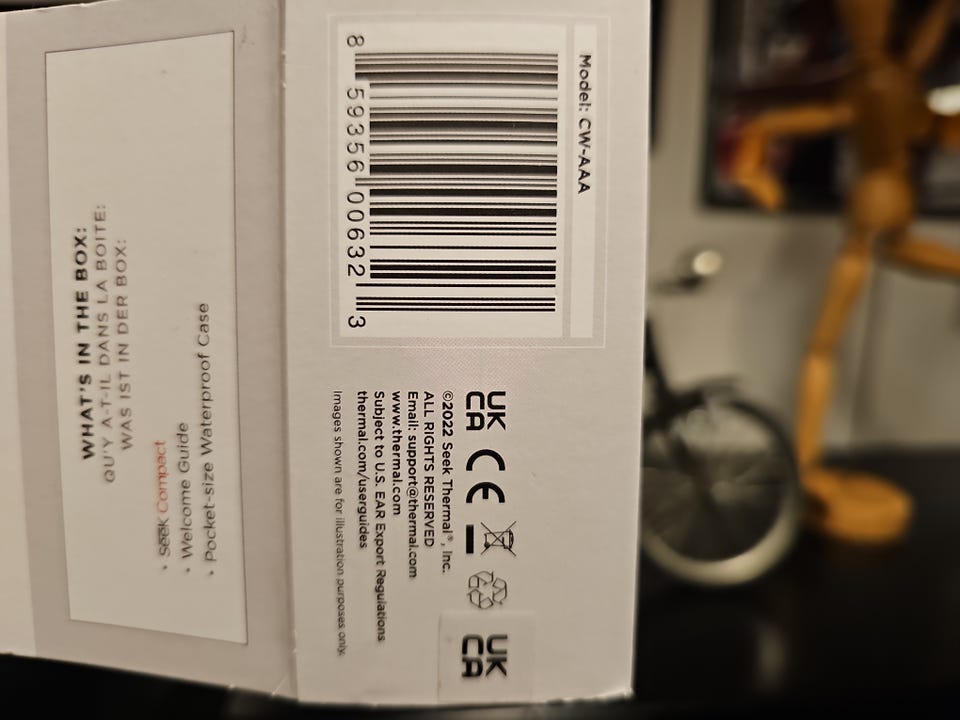 WHAT'S IN THE BOX:
QU'Y A-T-IL DANS LA BOITE:
WAS IST IN DER BOX:
• Seek Compact
• Welcome Guide
• Pocket-size Waterproof Case
Model: CW-AAA
8 59356 00632 3
UK CA CE
©2022 Seek Thermal®, Inc.
ALL RIGHTS RESERVED
Email: support@thermal.com
www.thermal.com
Subject to U.S. EAR Export Regulations
thermal.com/userguides
Images shown are for illustration purposes only.
UK CA